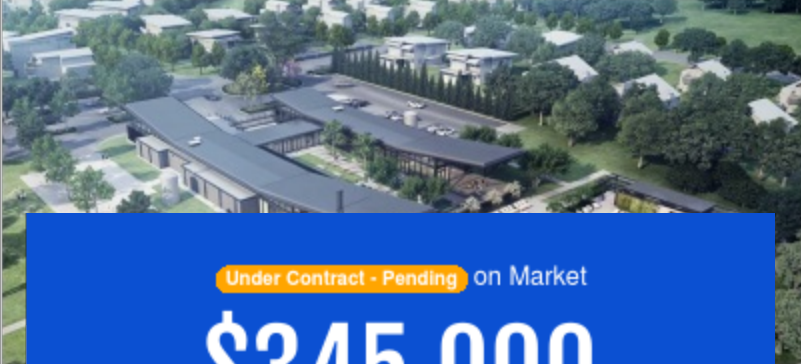 Under Contract - Pending on Market
$345,000